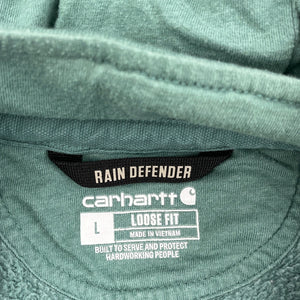 RAIN DEFENDER
carhartt
L LOOSE FIT
MADE IN VIETNAM
BUILT TO SERVE AND PROTECT
HARDWORKING PEOPLE